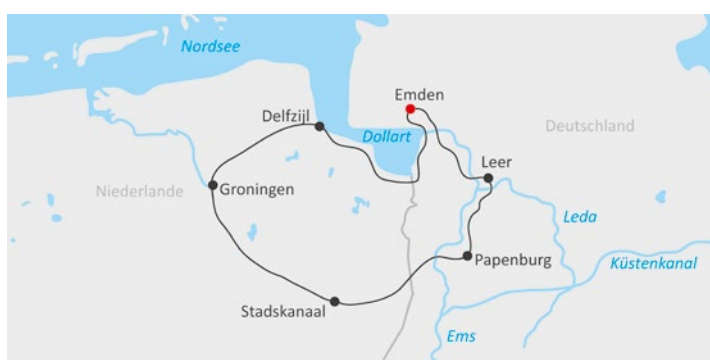 Nordsee
Emden
Delfzijl
Dollart
Deutschland
Leer
Niederlande
Groningen
Leda
Papenburg
Küstenkanal
Stadskanaal
Ems